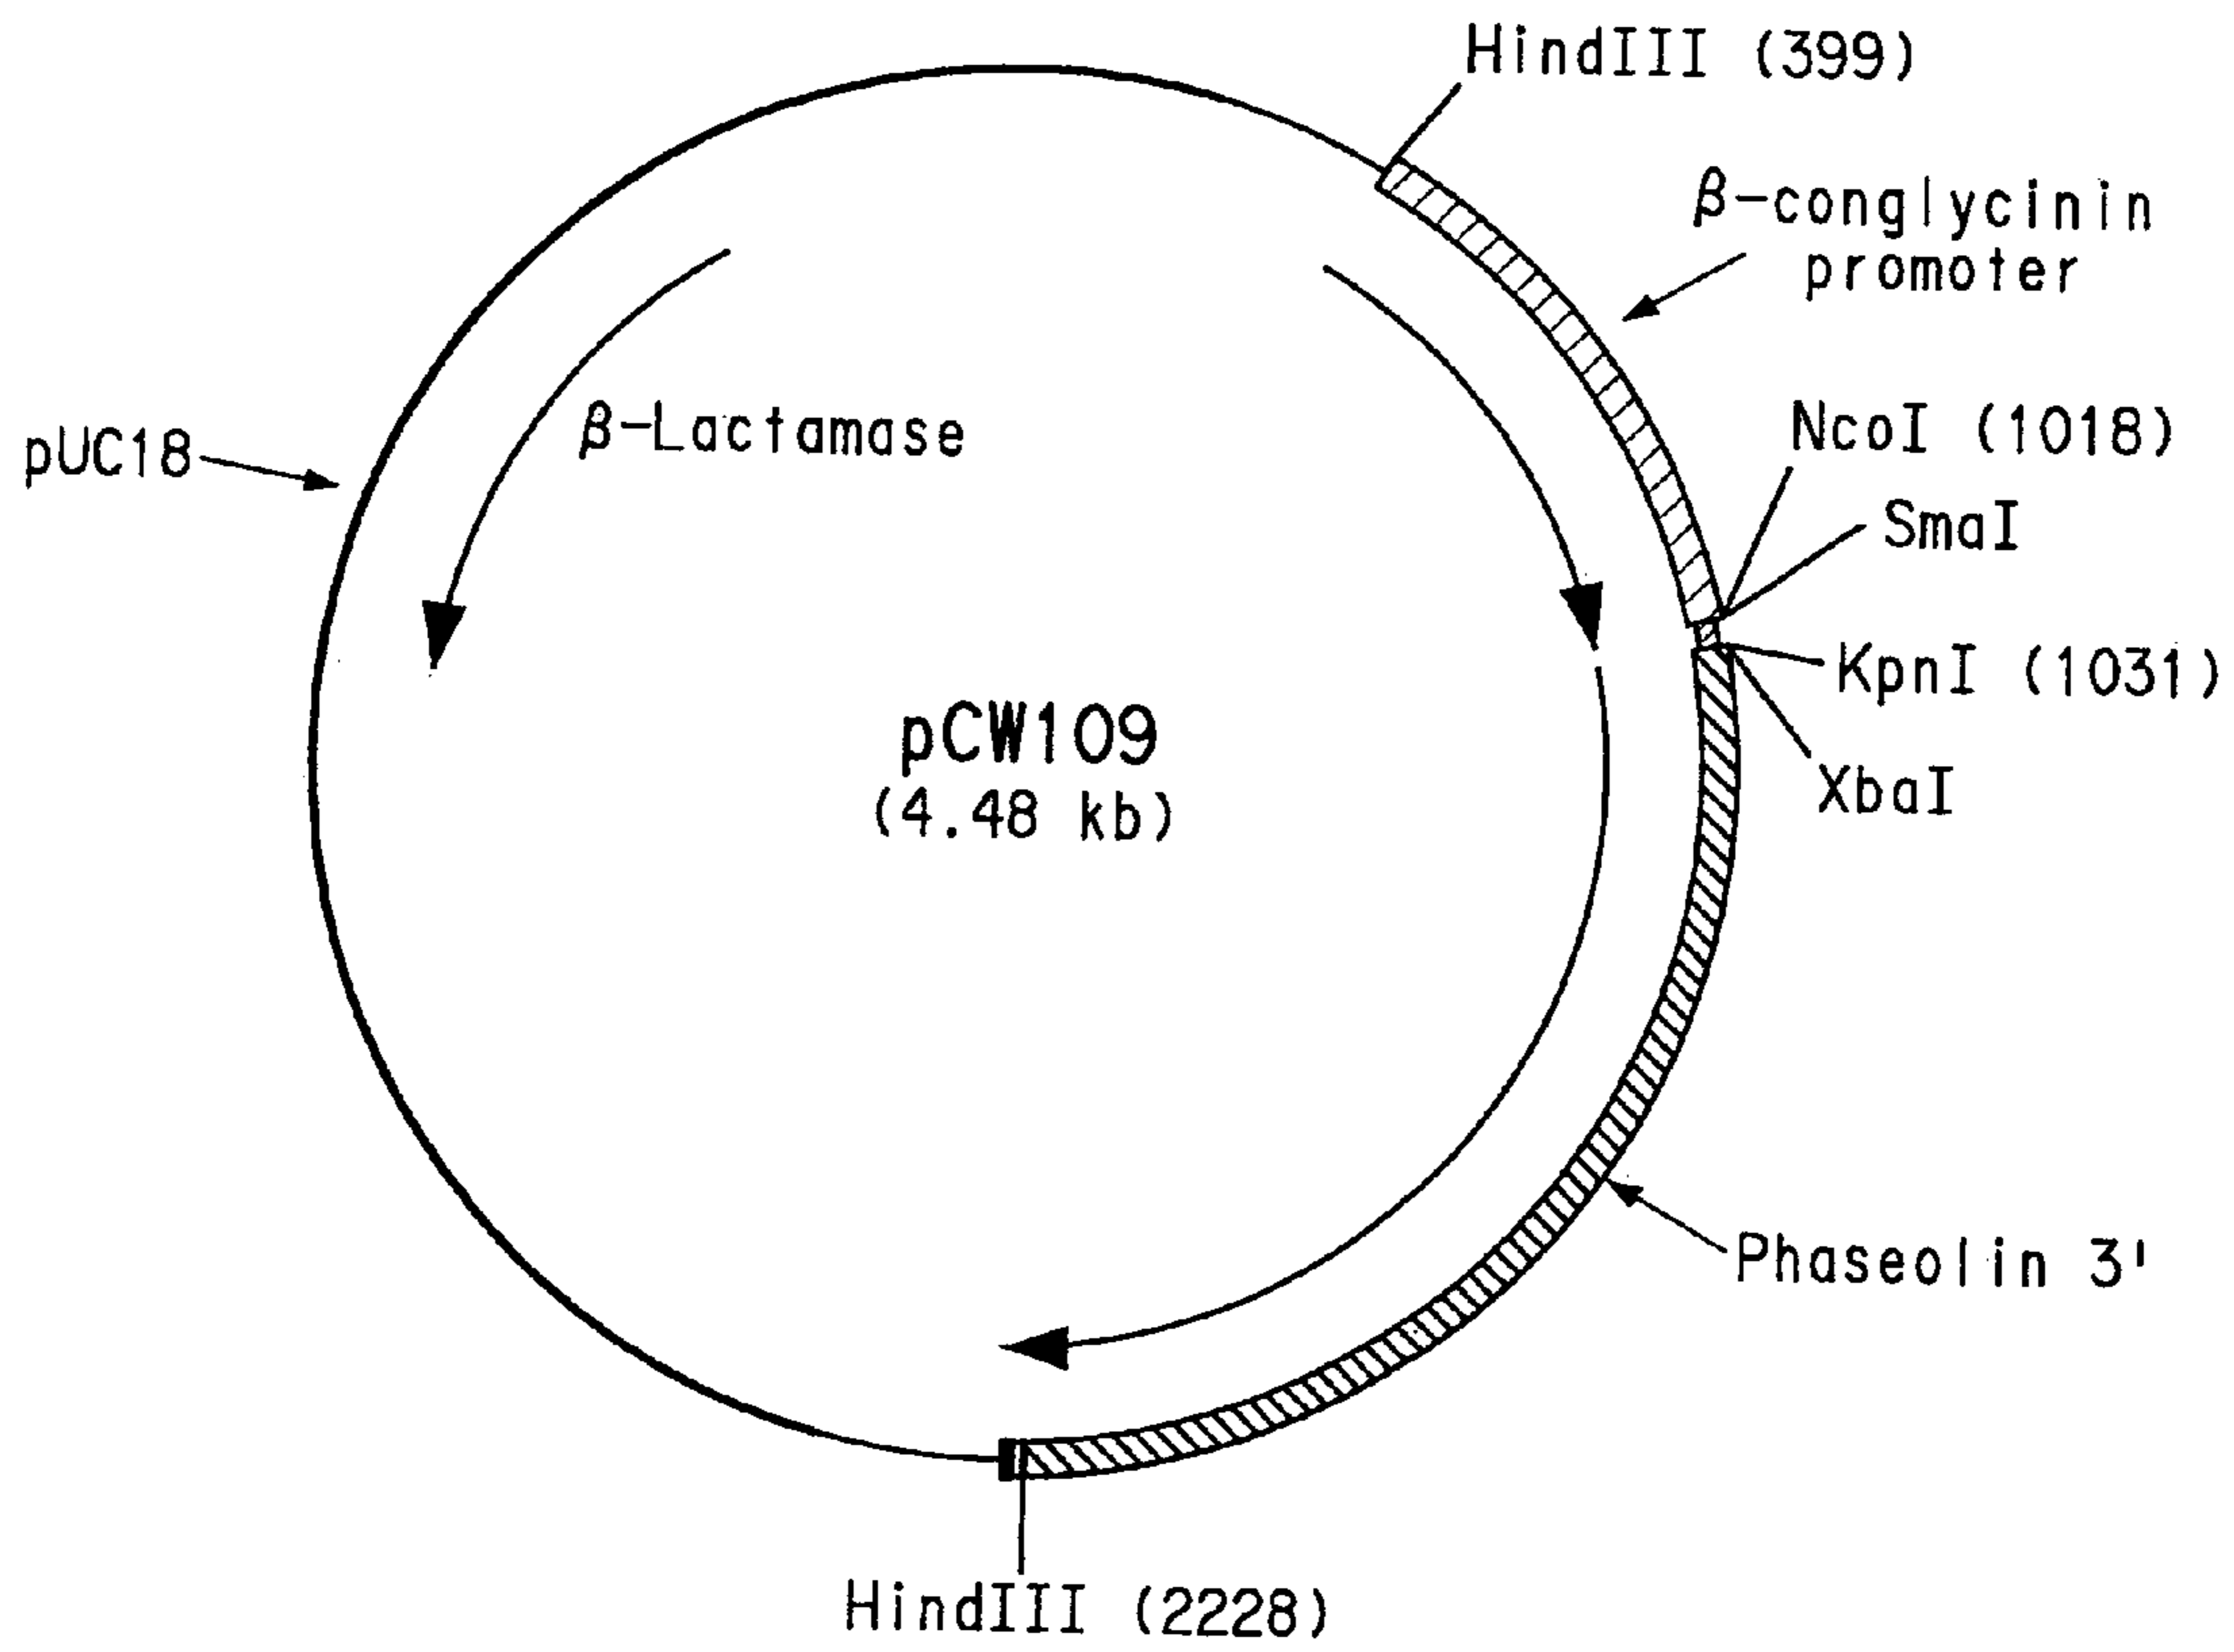 HindIII (399)
β-conglycinin
promoter
NcoI (1018)
pUC18
β-Lactamase
SmaI
KpnI (1031)
pCW109
(4.48 kb)
XbaI
Phaseolin 3'
HindIII (2228)